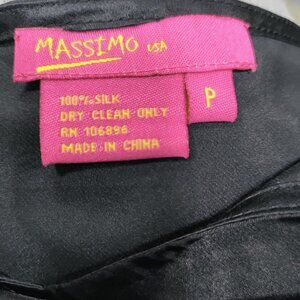 MASSIMO USA
P
100% SILK
DRY CLEAN ONLY
RN 106896
MADE IN CHINA